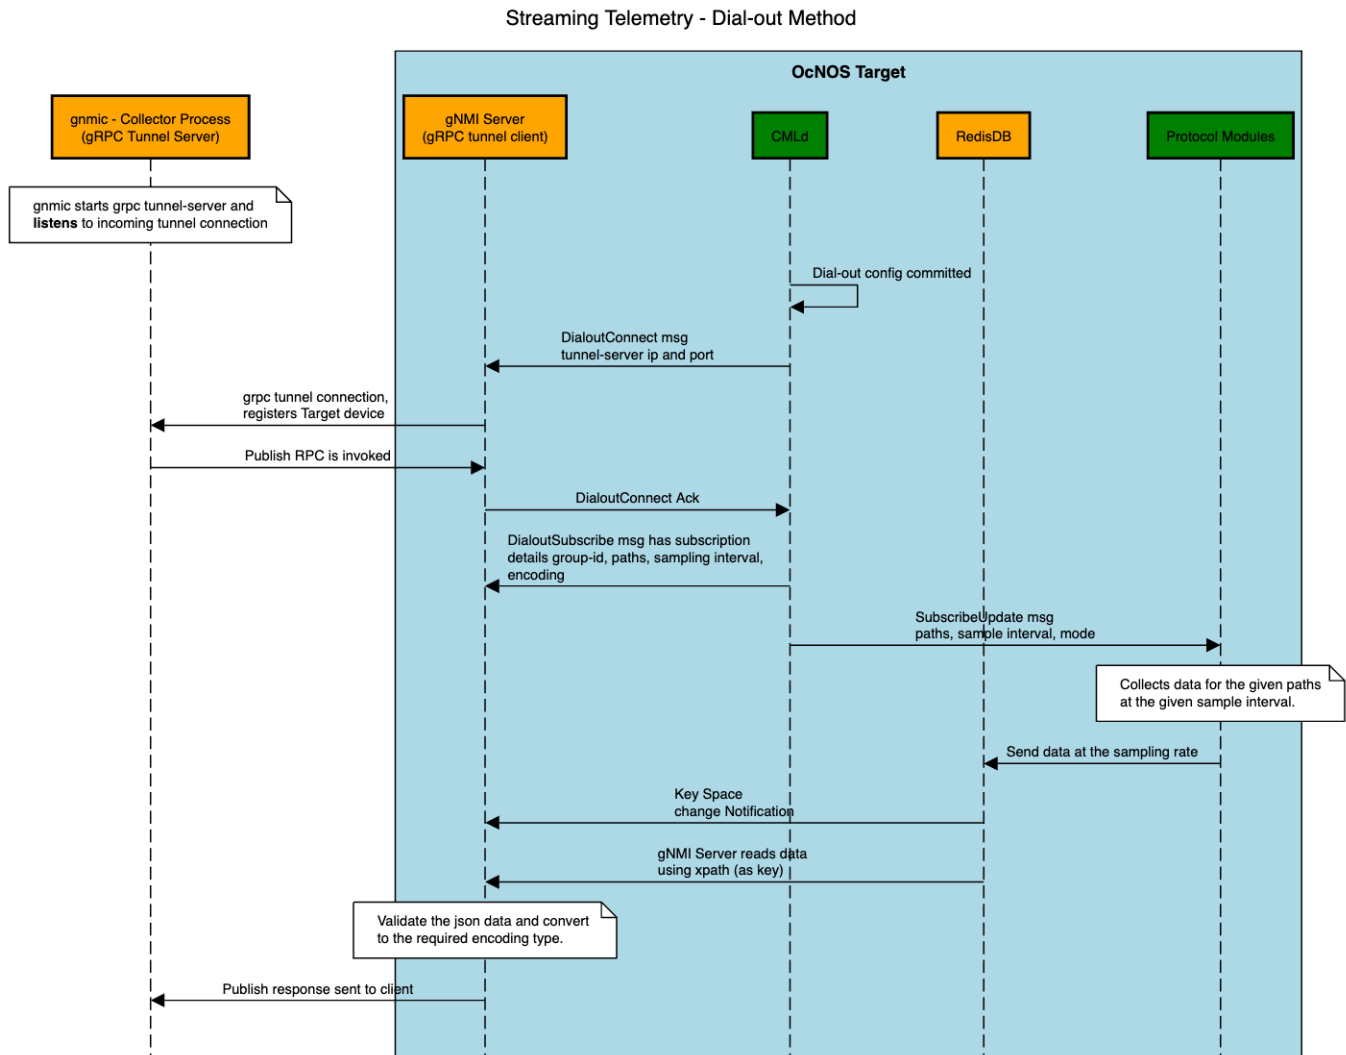 Streaming Telemetry - Dial-out Method
OcNOS Target
gnmic - Collector Process
(gRPC Tunnel Server)
gNMI Server
(gRPC tunnel client)
CMLd
RedisDB
Protocol Modules
gnmic starts grpc tunnel-server and
listens to incoming tunnel connection
Dial-out config committed
DialoutConnect msg
tunnel-server ip and port
grpc tunnel connection,
registers Target device
Publish RPC is invoked
DialoutConnect Ack
DialoutSubscribe msg has subscription
details group-id, paths, sampling interval,
encoding
SubscribeUpdate msg
paths, sample interval, mode
Collects data for the given paths
at the given sample interval.
Send data at the sampling rate
Key Space
change Notification
gNMI Server reads data
using xpath (as key)
Validate the json data and convert
to the required encoding type.
Publish response sent to client